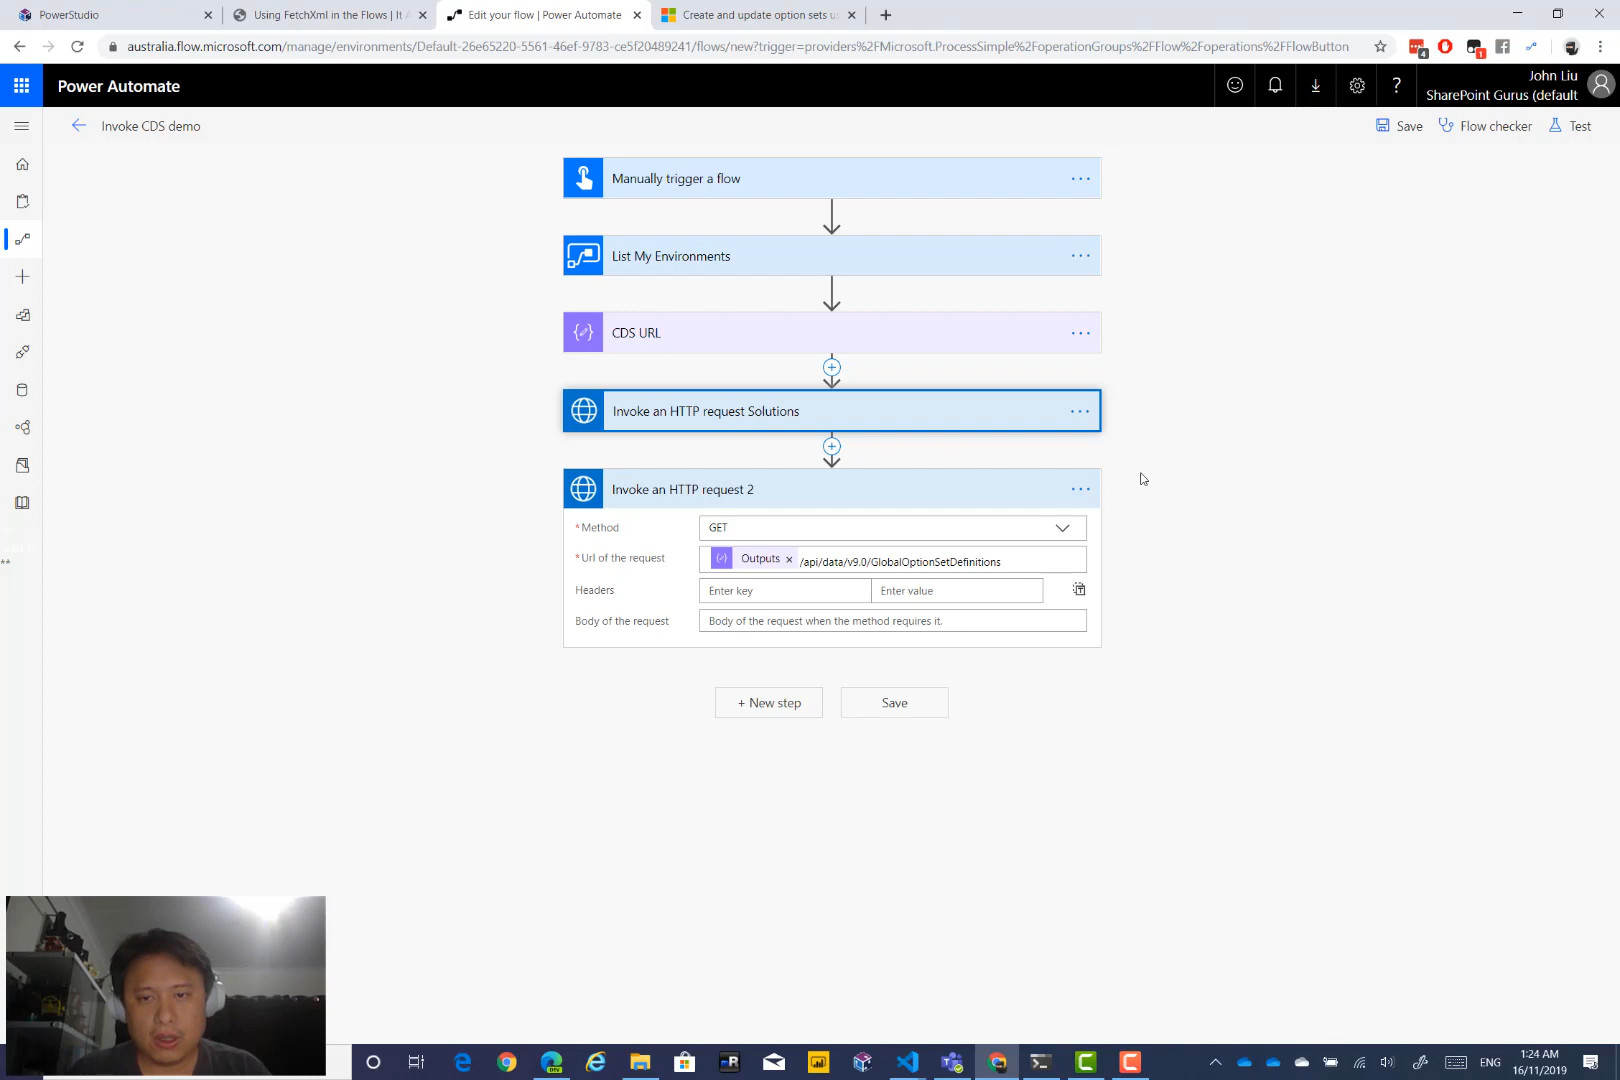 PowerStudio
Using FetchXml in the Flows | It A
Edit your flow | Power Automate
Create and update option sets u
australia.flow.microsoft.com/manage/environments/Default-26e65220-5561-46ef-9783-ce5f20489241/flows/new?trigger=providers%2FMicrosoft.ProcessSimple%2FoperationGroups%2FFlow%2Foperations%2FFlowButton
4
1
Power Automate
?
John Liu
SharePoint Gurus (default
Invoke CDS demo
Save
Flow checker
Test
Manually trigger a flow
List My Environments
CDS URL
Invoke an HTTP request Solutions
Invoke an HTTP request 2
* Method
GET
* Url of the request
Outputs
/api/data/v9.0/GlobalOptionSetDefinitions
Headers
Enter key
Enter value
Body of the request
Body of the request when the method requires it.
+ New step
Save
**
DEV
mR
ENG
1:24 AM
16/11/2019